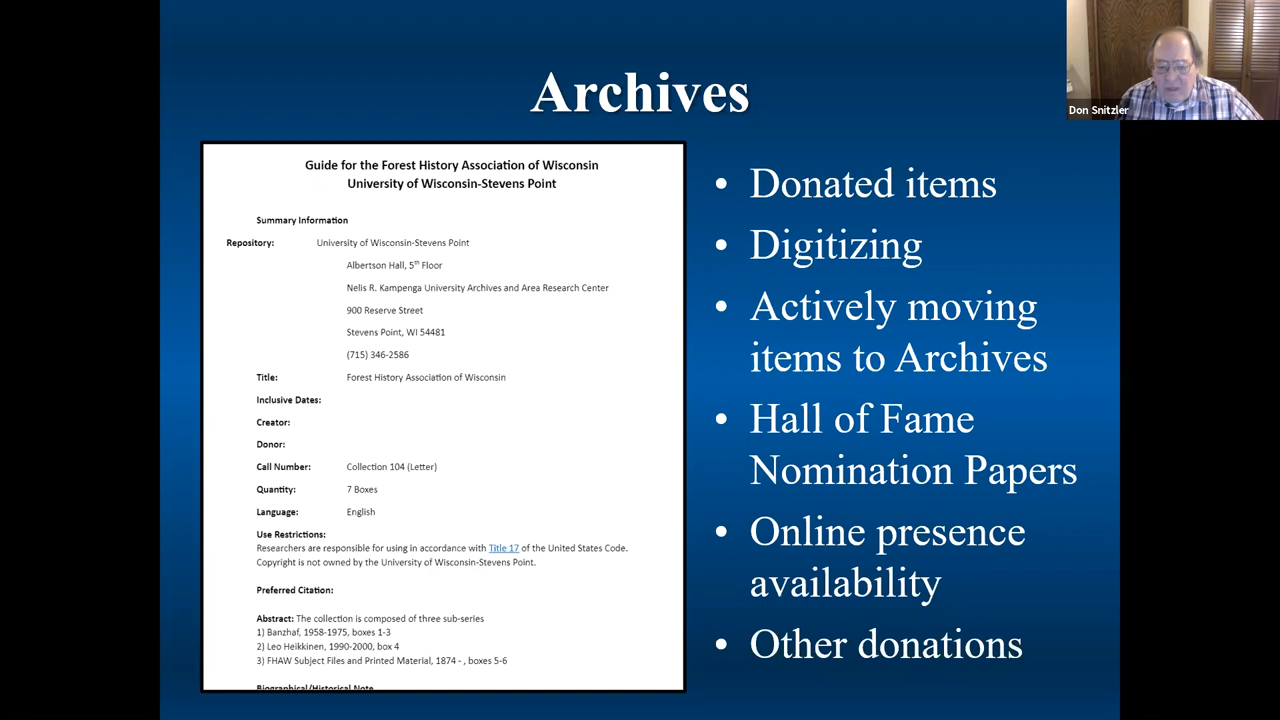 Archives
Don Snitzler
Guide for the Forest History Association of Wisconsin
University of Wisconsin-Stevens Point
Summary Information
Repository: University of Wisconsin-Stevens Point
Albertson Hall, 5th Floor
Nelis R. Kampenga University Archives and Area Research Center
900 Reserve Street
Stevens Point, WI 54481
(715) 346-2586
Title: Forest History Association of Wisconsin
Inclusive Dates:
Creator:
Donor:
Call Number: Collection 104 (Letter)
Quantity: 7 Boxes
Language: English
Use Restrictions:
Researchers are responsible for using in accordance with Title 17 of the United States Code.
Copyright is not owned by the University of Wisconsin-Stevens Point.
Preferred Citation:
Abstract: The collection is composed of three sub-series
1) Banzhaf, 1958-1975, boxes 1-3
2) Leo Heikkinen, 1990-2000, box 4
3) FHAW Subject Files and Printed Material, 1874 - , boxes 5-6
Biographical/Historical Note
• Donated items
• Digitizing
• Actively moving
items to Archives
• Hall of Fame
Nomination Papers
• Online presence
availability
• Other donations